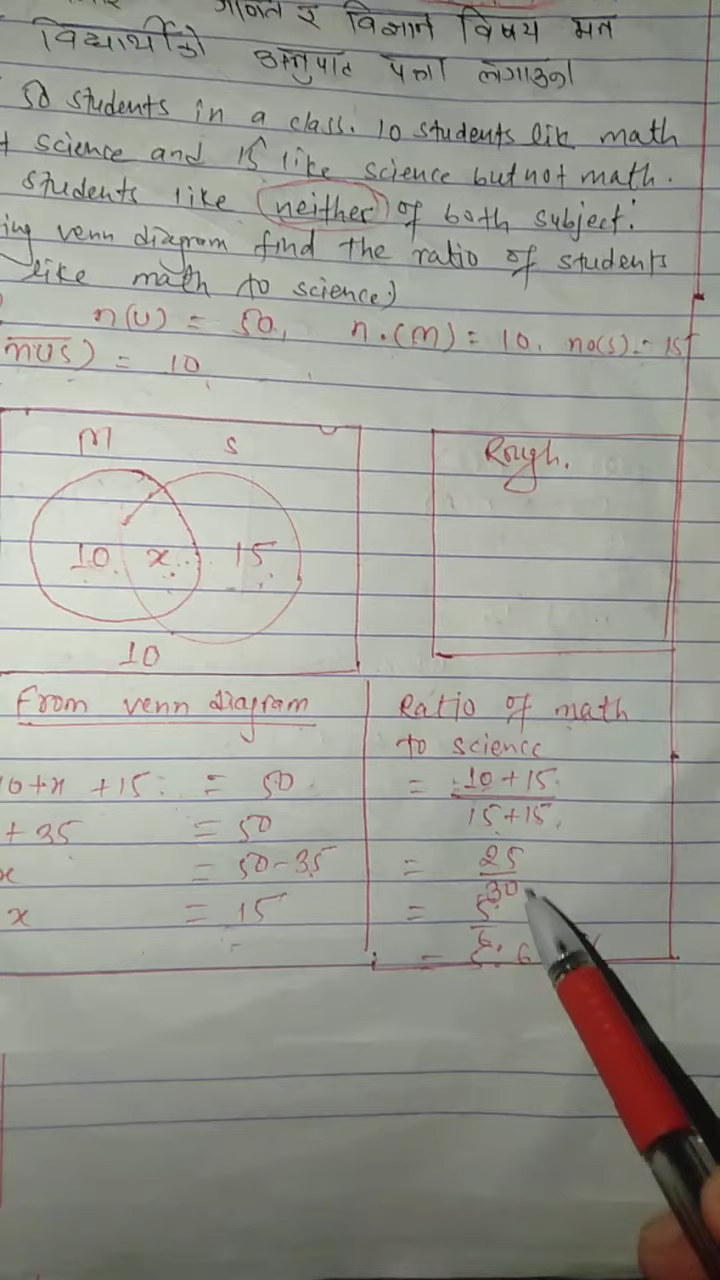 गणित र विज्ञान विषय मन
विद्यार्थीको अनुपात पत्ता लगाउन।
50 students in a class. 10 students lik math
science and 15 like science but not math.
students like neither of both subject.
ing venn diagram find the ratio of students
like math to science)
n(U) = 50, n.(m) = 10. no(s) = 15
mUs) = 10
M S
Rough.
10 x 15
10
From venn diagram
Ratio of math
to science
10+x +15 = 50
= 10+15
15+15
+ 35 = 50
x = 50-35
= 25
30
x = 15
= 5
6